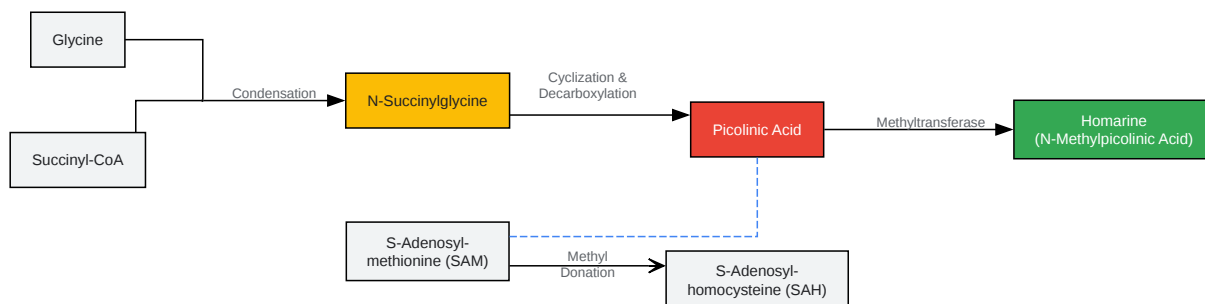 Glycine
Condensation
Succinyl-CoA
N-Succinylglycine
Cyclization &
Decarboxylation
Picolinic Acid
Methyltransferase
Homarine
(N-Methylpicolinic Acid)
S-Adenosyl-
methionine (SAM)
Methyl
Donation
S-Adenosyl-
homocysteine (SAH)